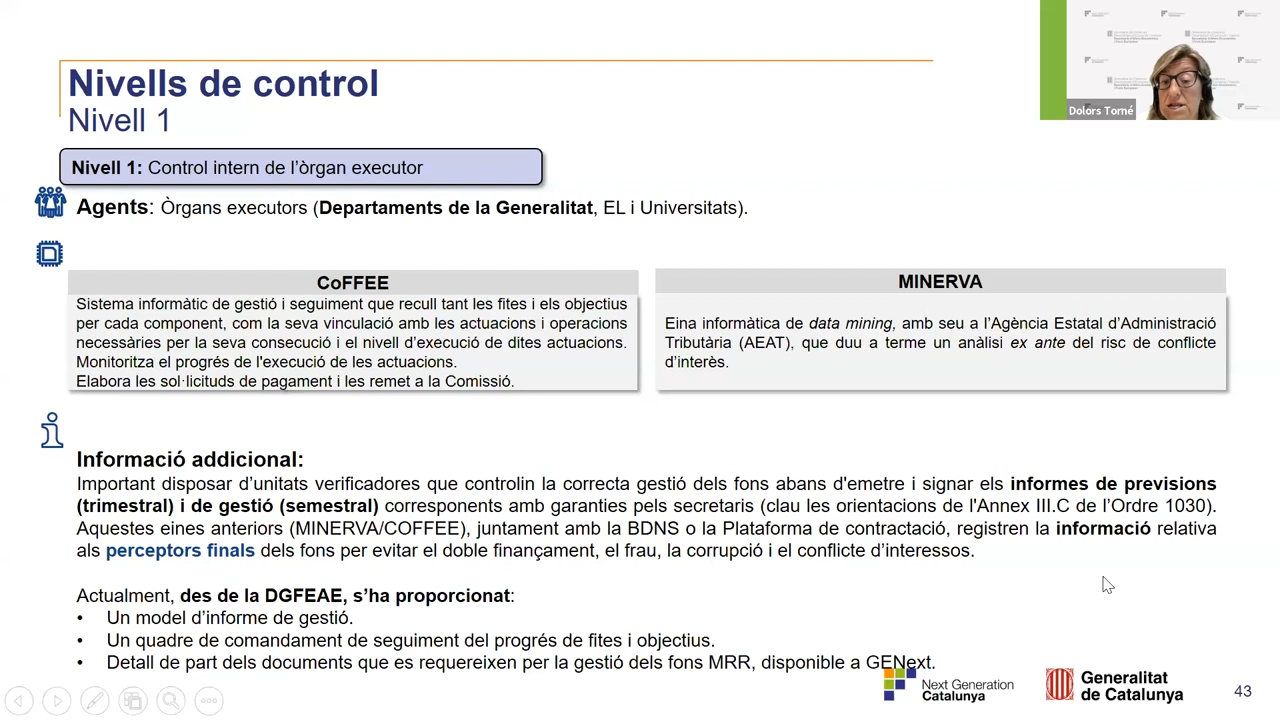 Nivells de control
Nivell 1
Nivell 1: Control intern de l’òrgan executor
Agents: Òrgans executors (Departaments de la Generalitat, EL i Universitats).
CoFFEE
Sistema informàtic de gestió i seguiment que recull tant les fites i els objectius
per cada component, com la seva vinculació amb les actuacions i operacions
necessàries per la seva consecució i el nivell d’execució de dites actuacions.
Monitoritza el progrés de l'execució de les actuacions.
Elabora les sol·licituds de pagament i les remet a la Comissió.
MINERVA
Eina informàtica de data mining, amb seu a l’Agència Estatal d’Administració
Tributària (AEAT), que duu a terme un anàlisi ex ante del risc de conflicte
d’interès.
Informació addicional:
Important disposar d’unitats verificadores que controlin la correcta gestió dels fons abans d'emetre i signar els informes de previsions
(trimestral) i de gestió (semestral) corresponents amb garanties pels secretaris (clau les orientacions de l'Annex III.C de l’Ordre 1030).
Aquestes eines anteriors (MINERVA/COFFEE), juntament amb la BDNS o la Plataforma de contractació, registren la informació relativa
als perceptors finals dels fons per evitar el doble finançament, el frau, la corrupció i el conflicte d’interessos.
Actualment, des de la DGFEAE, s’ha proporcionat:
• Un model d’informe de gestió.
• Un quadre de comandament de seguiment del progrés de fites i objectius.
• Detall de part dels documents que es requereixen per la gestió dels fons MRR, disponible a GENext.
Next Generation
Catalunya
Generalitat
de Catalunya
43
Dolors Torné